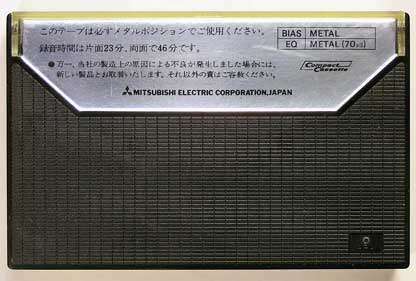 このテープは必ずメタルポジションでご使用ください。
録音時間は片面23分、両面で46分です。
●万一、当社の製造上の原因による不良が発生しました場合には、
新しい製品とお取替いたします。それ以外の責はご容赦ください。
BIAS METAL
EQ METAL (70μs)
Compact Cassette
MITSUBISHI ELECTRIC CORPORATION, JAPAN